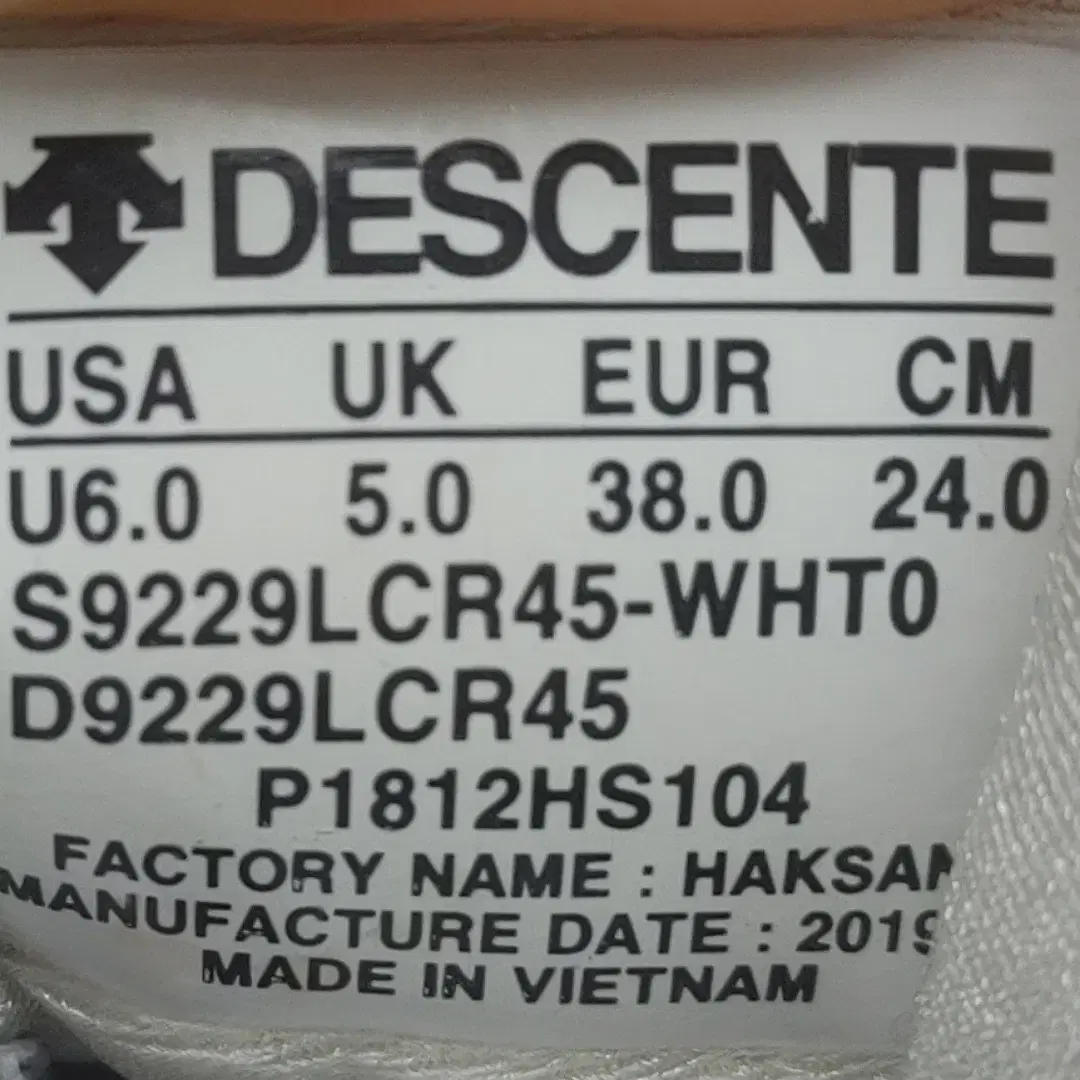 DESCENTE
USA UK EUR CM
U6.0 5.0 38.0 24.0
S9229LCR45-WHT0
D9229LCR45
P1812HS104
FACTORY NAME : HAKSAN
MANUFACTURE DATE : 2019
MADE IN VIETNAM